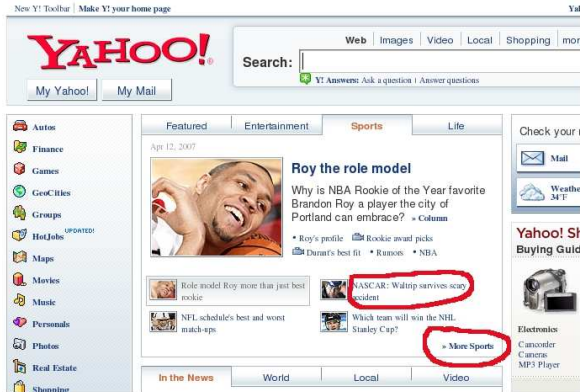 New Y! Toolbar | Make Y! your home page
YAHOO!
Web | Images | Video | Local | Shopping
Search:
Y! Answers: Ask a question | Answer questions
My Yahoo!
My Mail
Autos
Finance
Games
GeoCities
Groups
HotJobs UPDATED!
Maps
Movies
Music
Personals
Photos
Real Estate
Shopping
Featured
Entertainment
Sports
Life
Apr 12, 2007
Roy the role model
Why is NBA Rookie of the Year favorite
Brandon Roy a player the city of
Portland can embrace? » Column
• Roy's profile Rookie award picks
Durant's best fit • Rumors • NBA
Role model Roy more than just best
rookie
NASCAR: Waltrip survives scary
accident
NFL schedule's best and worst
match-ups
Which team will win the NHL
Stanley Cup?
» More Sports
In the News
World
Local
Video
Check your
Mail
Weathe
34°F
Yahoo! Sh
Buying Guid
Electronics
Camcorder
Cameras
MP3 Player